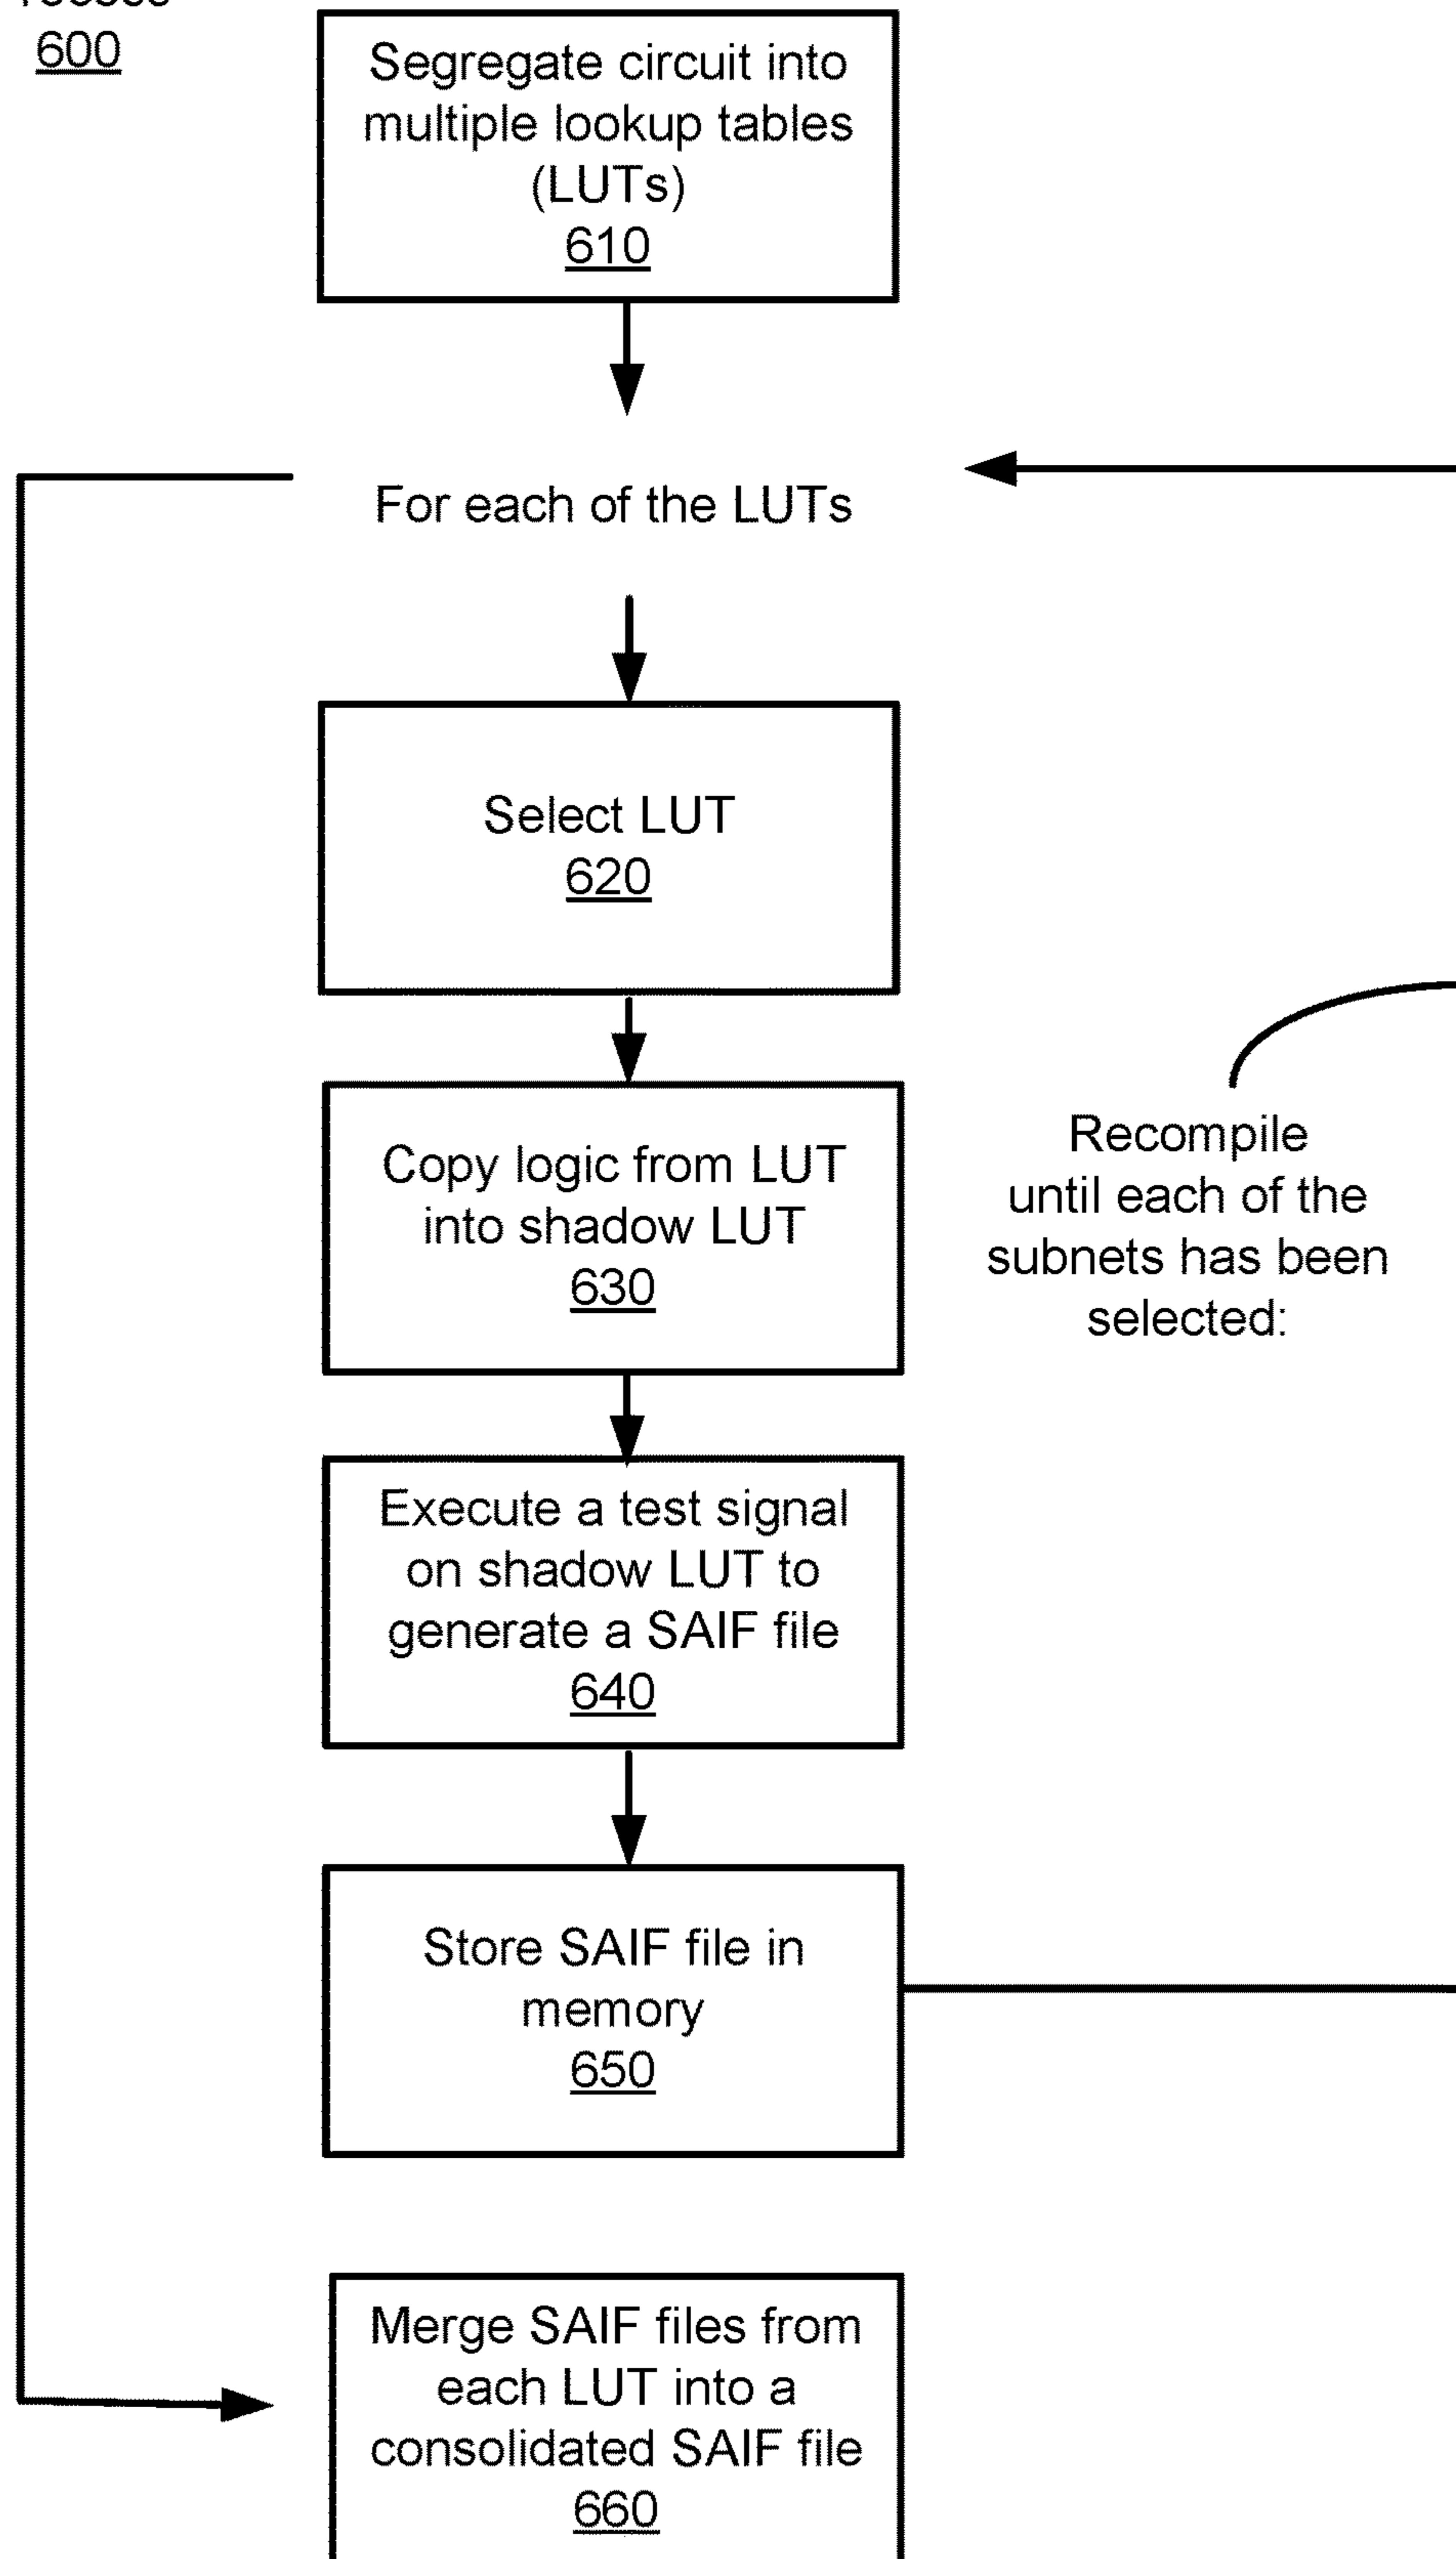 600
Segregate circuit into
multiple lookup tables
(LUTs)
610
For each of the LUTs
Select LUT
620
Copy logic from LUT
into shadow LUT
630
Recompile
until each of the
subnets has been
selected:
Execute a test signal
on shadow LUT to
generate a SAIF file
640
Store SAIF file in
memory
650
Merge SAIF files from
each LUT into a
consolidated SAIF file
660